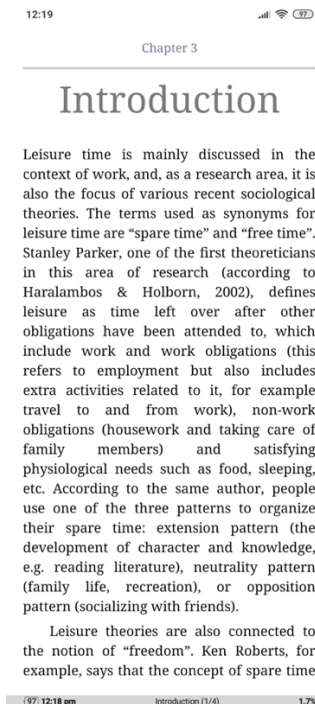 12:19
97
Chapter 3
Introduction
Leisure time is mainly discussed in the
context of work, and, as a research area, it is
also the focus of various recent sociological
theories. The terms used as synonyms for
leisure time are “spare time” and “free time”.
Stanley Parker, one of the first theoreticians
in this area of research (according to
Haralambos & Holborn, 2002), defines
leisure as time left over after other
obligations have been attended to, which
include work and work obligations (this
refers to employment but also includes
extra activities related to it, for example
travel to and from work), non-work
obligations (housework and taking care of
family members) and satisfying
physiological needs such as food, sleeping,
etc. According to the same author, people
use one of the three patterns to organize
their spare time: extension pattern (the
development of character and knowledge,
e.g. reading literature), neutrality pattern
(family life, recreation), or opposition
pattern (socializing with friends).
Leisure theories are also connected to
the notion of “freedom”. Ken Roberts, for
example, says that the concept of spare time
97 12:18 pm Introduction (1/4) 1.7%